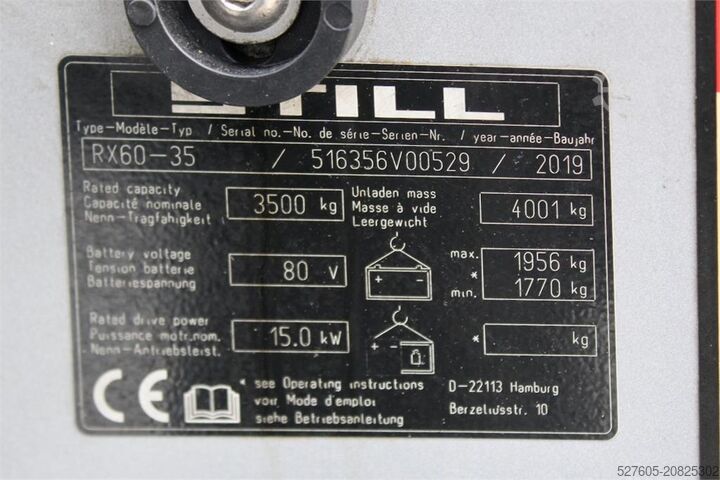 STILL
Type-Modèle-Typ / Serial no.-No. de série-Serien-Nr. / year-année-Baujahr
RX60-35 / 516356V00529 / 2019
Rated capacity
Capacité nominale
Nenn-Tragfähigkeit
3500 kg
Unladen mass
Masse à vide
Leergewicht
4001 kg
Battery voltage
Tension batterie
Batteriespannung
80 V
+ -
max. 1956 kg
*
min. 1770 kg
Rated drive power
Puissance motr.nom.
Nenn-Antriebsleist.
15.0 kW
+ -
* kg
CE
* see Operating instructions
voir Mode d'emploi
siehe Betriebsanleitung
D-22113 Hamburg
Berzeliusstr. 10
527605-20825302